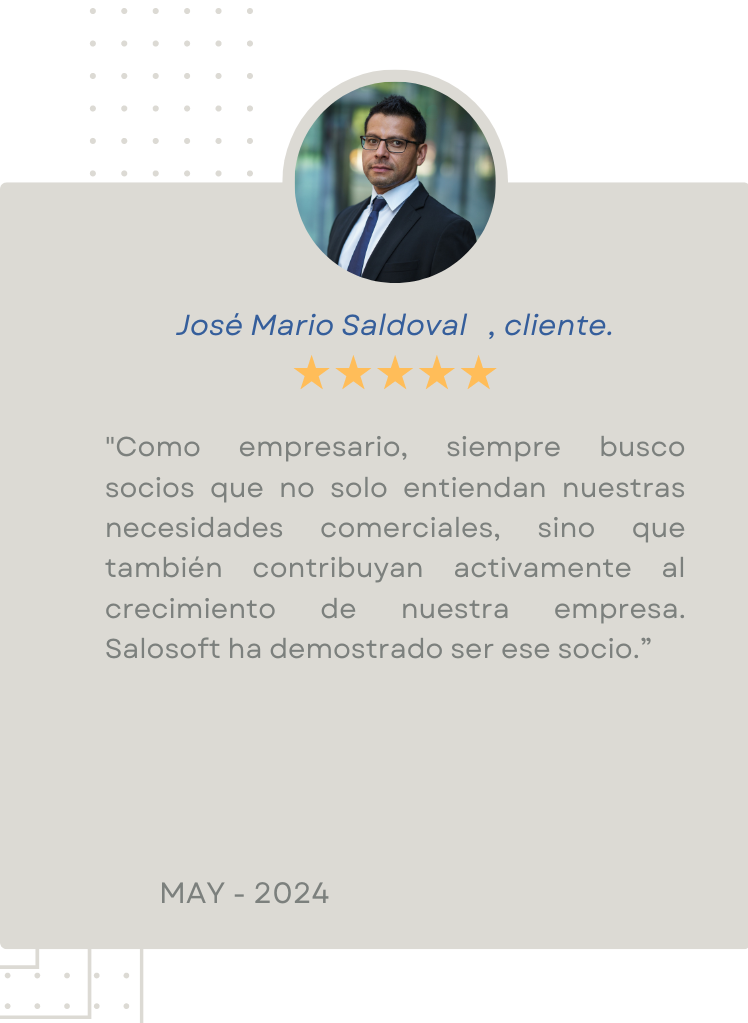 José Mario Saldoval , cliente.
"Como empresario, siempre busco
socios que no solo entiendan nuestras
necesidades comerciales, sino que
también contribuyan activamente al
crecimiento de nuestra empresa.
Salosoft ha demostrado ser ese socio.”
MAY - 2024